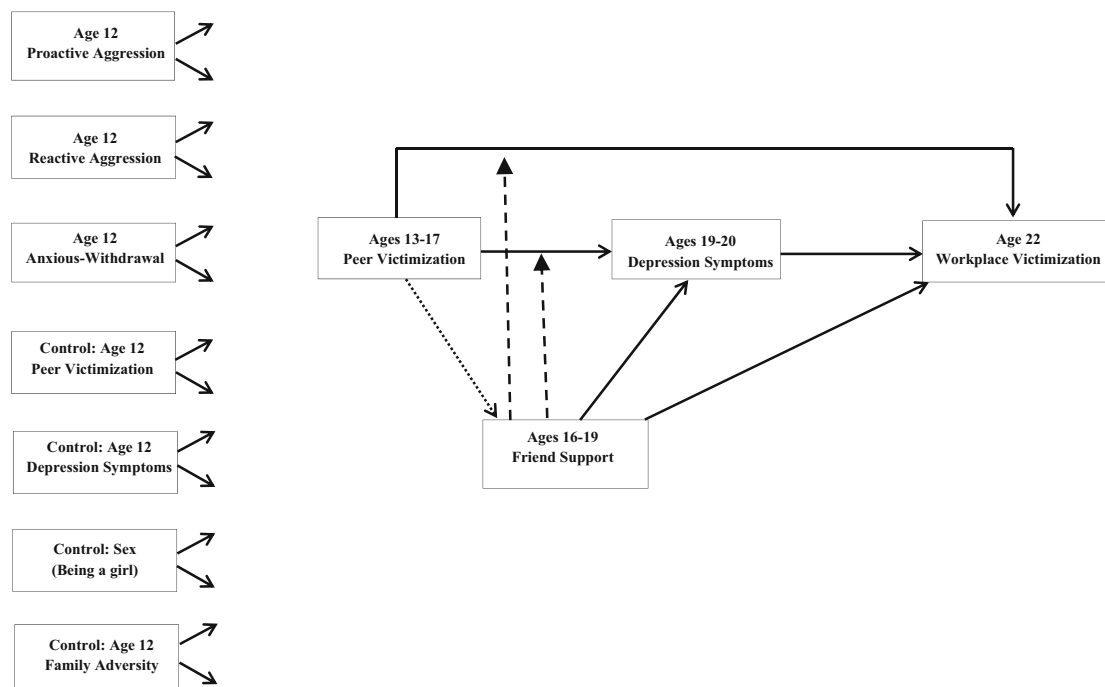 Age 12
Proactive Aggression
Age 12
Reactive Aggression
Age 12
Anxious-Withdrawal
Control: Age 12
Peer Victimization
Control: Age 12
Depression Symptoms
Control: Sex
(Being a girl)
Control: Age 12
Family Adversity
Ages 13-17
Peer Victimization
Ages 19-20
Depression Symptoms
Age 22
Workplace Victimization
Ages 16-19
Friend Support